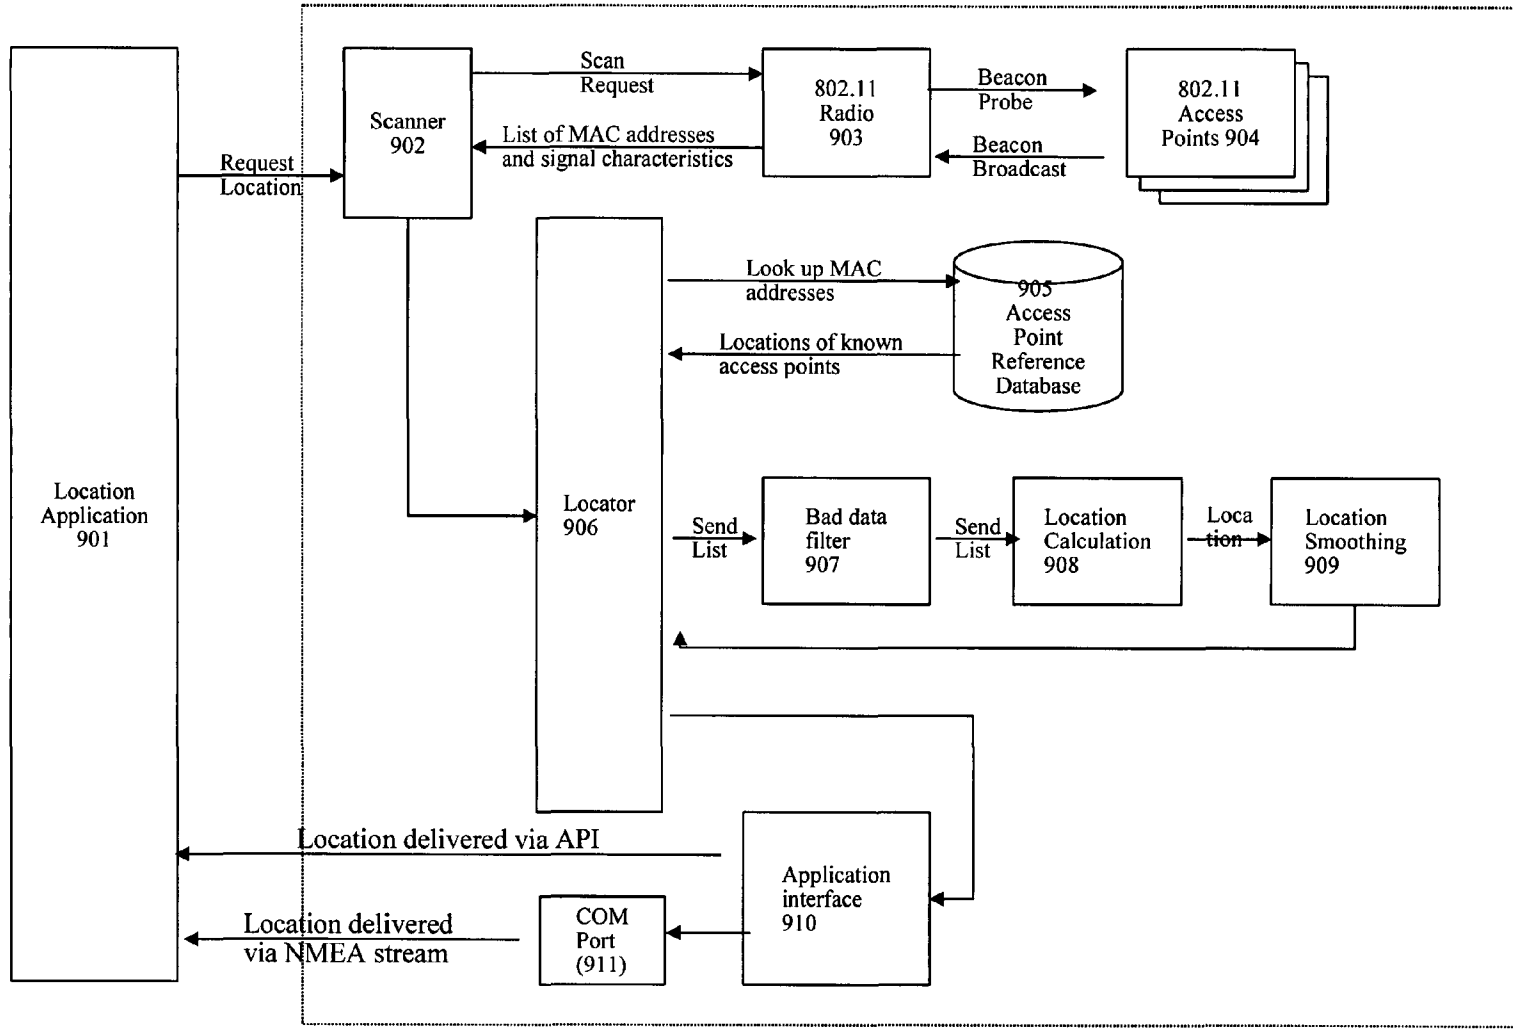 Location
Application
901
Request
Location
Scanner
902
Scan
Request
List of MAC addresses
and signal characteristics
802.11
Radio
903
Beacon
Probe
Beacon
Broadcast
802.11
Access
Points 904
Look up MAC
addresses
Locations of known
access points
905
Access
Point
Reference
Database
Locator
906
Send
List
Bad data
filter
907
Send
List
Location
Calculation
908
Loca
tion
Location
Smoothing
909
Location delivered via API
Application
interface
910
COM
Port
(911)
Location delivered
via NMEA stream